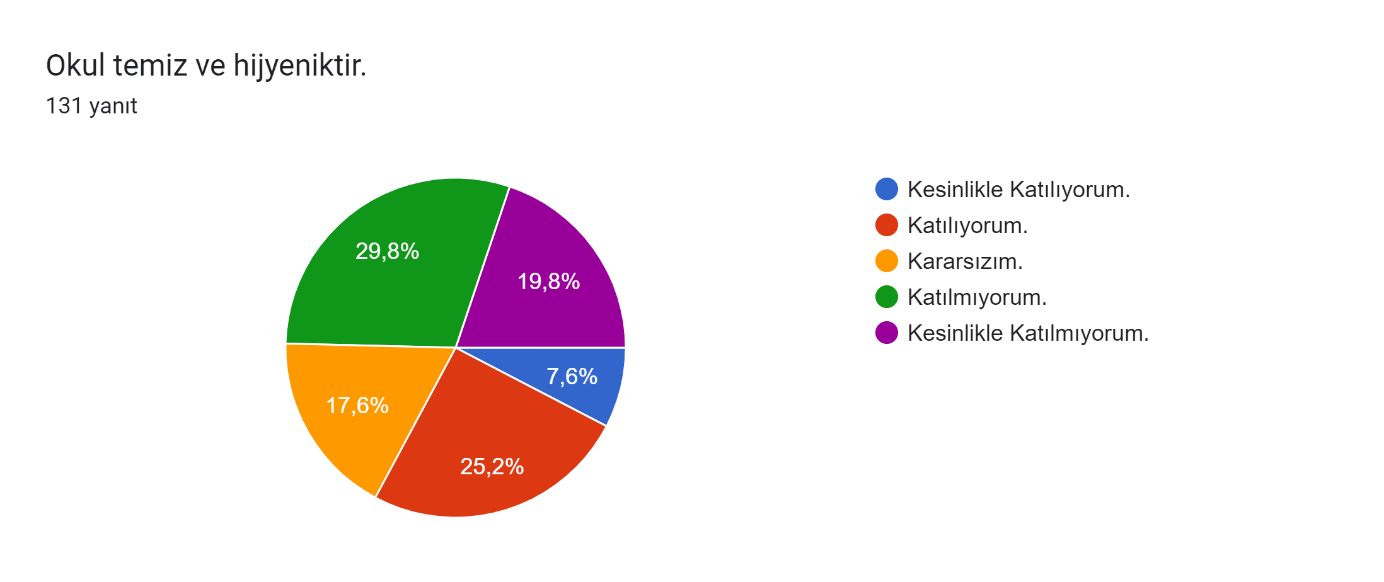 Okul temiz ve hijyeniktir.
131 yanıt
29,8%
19,8%
7,6%
17,6%
25,2%
Kesinlikle Katılıyorum.
Katılıyorum.
Kararsızım.
Katılmıyorum.
Kesinlikle Katılmıyorum.